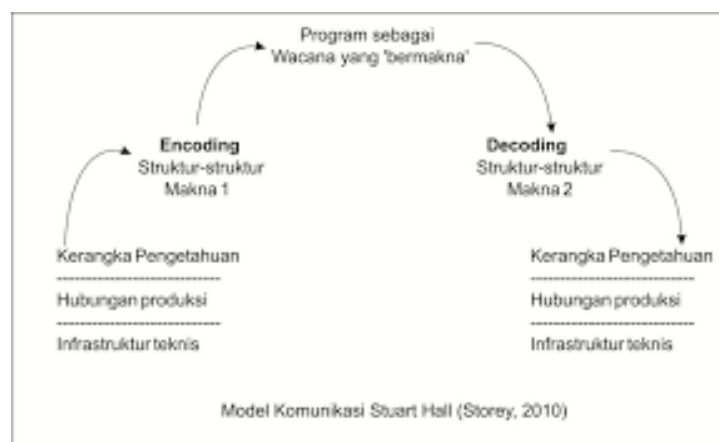 Program sebagai
Wacana yang 'bermakna'
Encoding
Struktur-struktur
Makna 1
Decoding
Struktur-struktur
Makna 2
Kerangka Pengetahuan
Hubungan produksi
Infrastruktur teknis
Kerangka Pengetahuan
Hubungan produksi
Infrastruktur teknis
Model Komunikasi Stuart Hall (Storey, 2010)